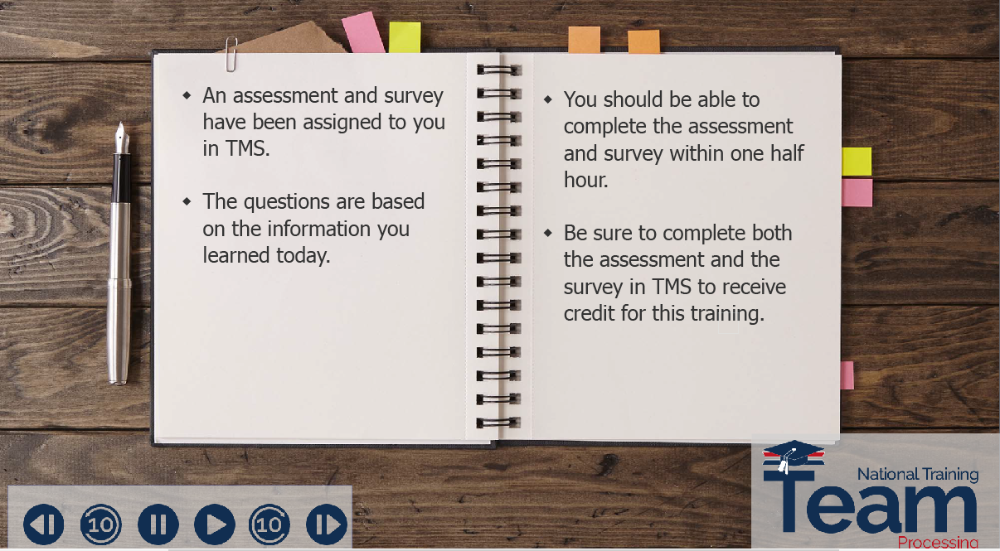 An assessment and survey
have been assigned to you
in TMS.
The questions are based
on the information you
learned today.
You should be able to
complete the assessment
and survey within one half
hour.
Be sure to complete both
the assessment and the
survey in TMS to receive
credit for this training.
10
10
National Training
Team
Processing